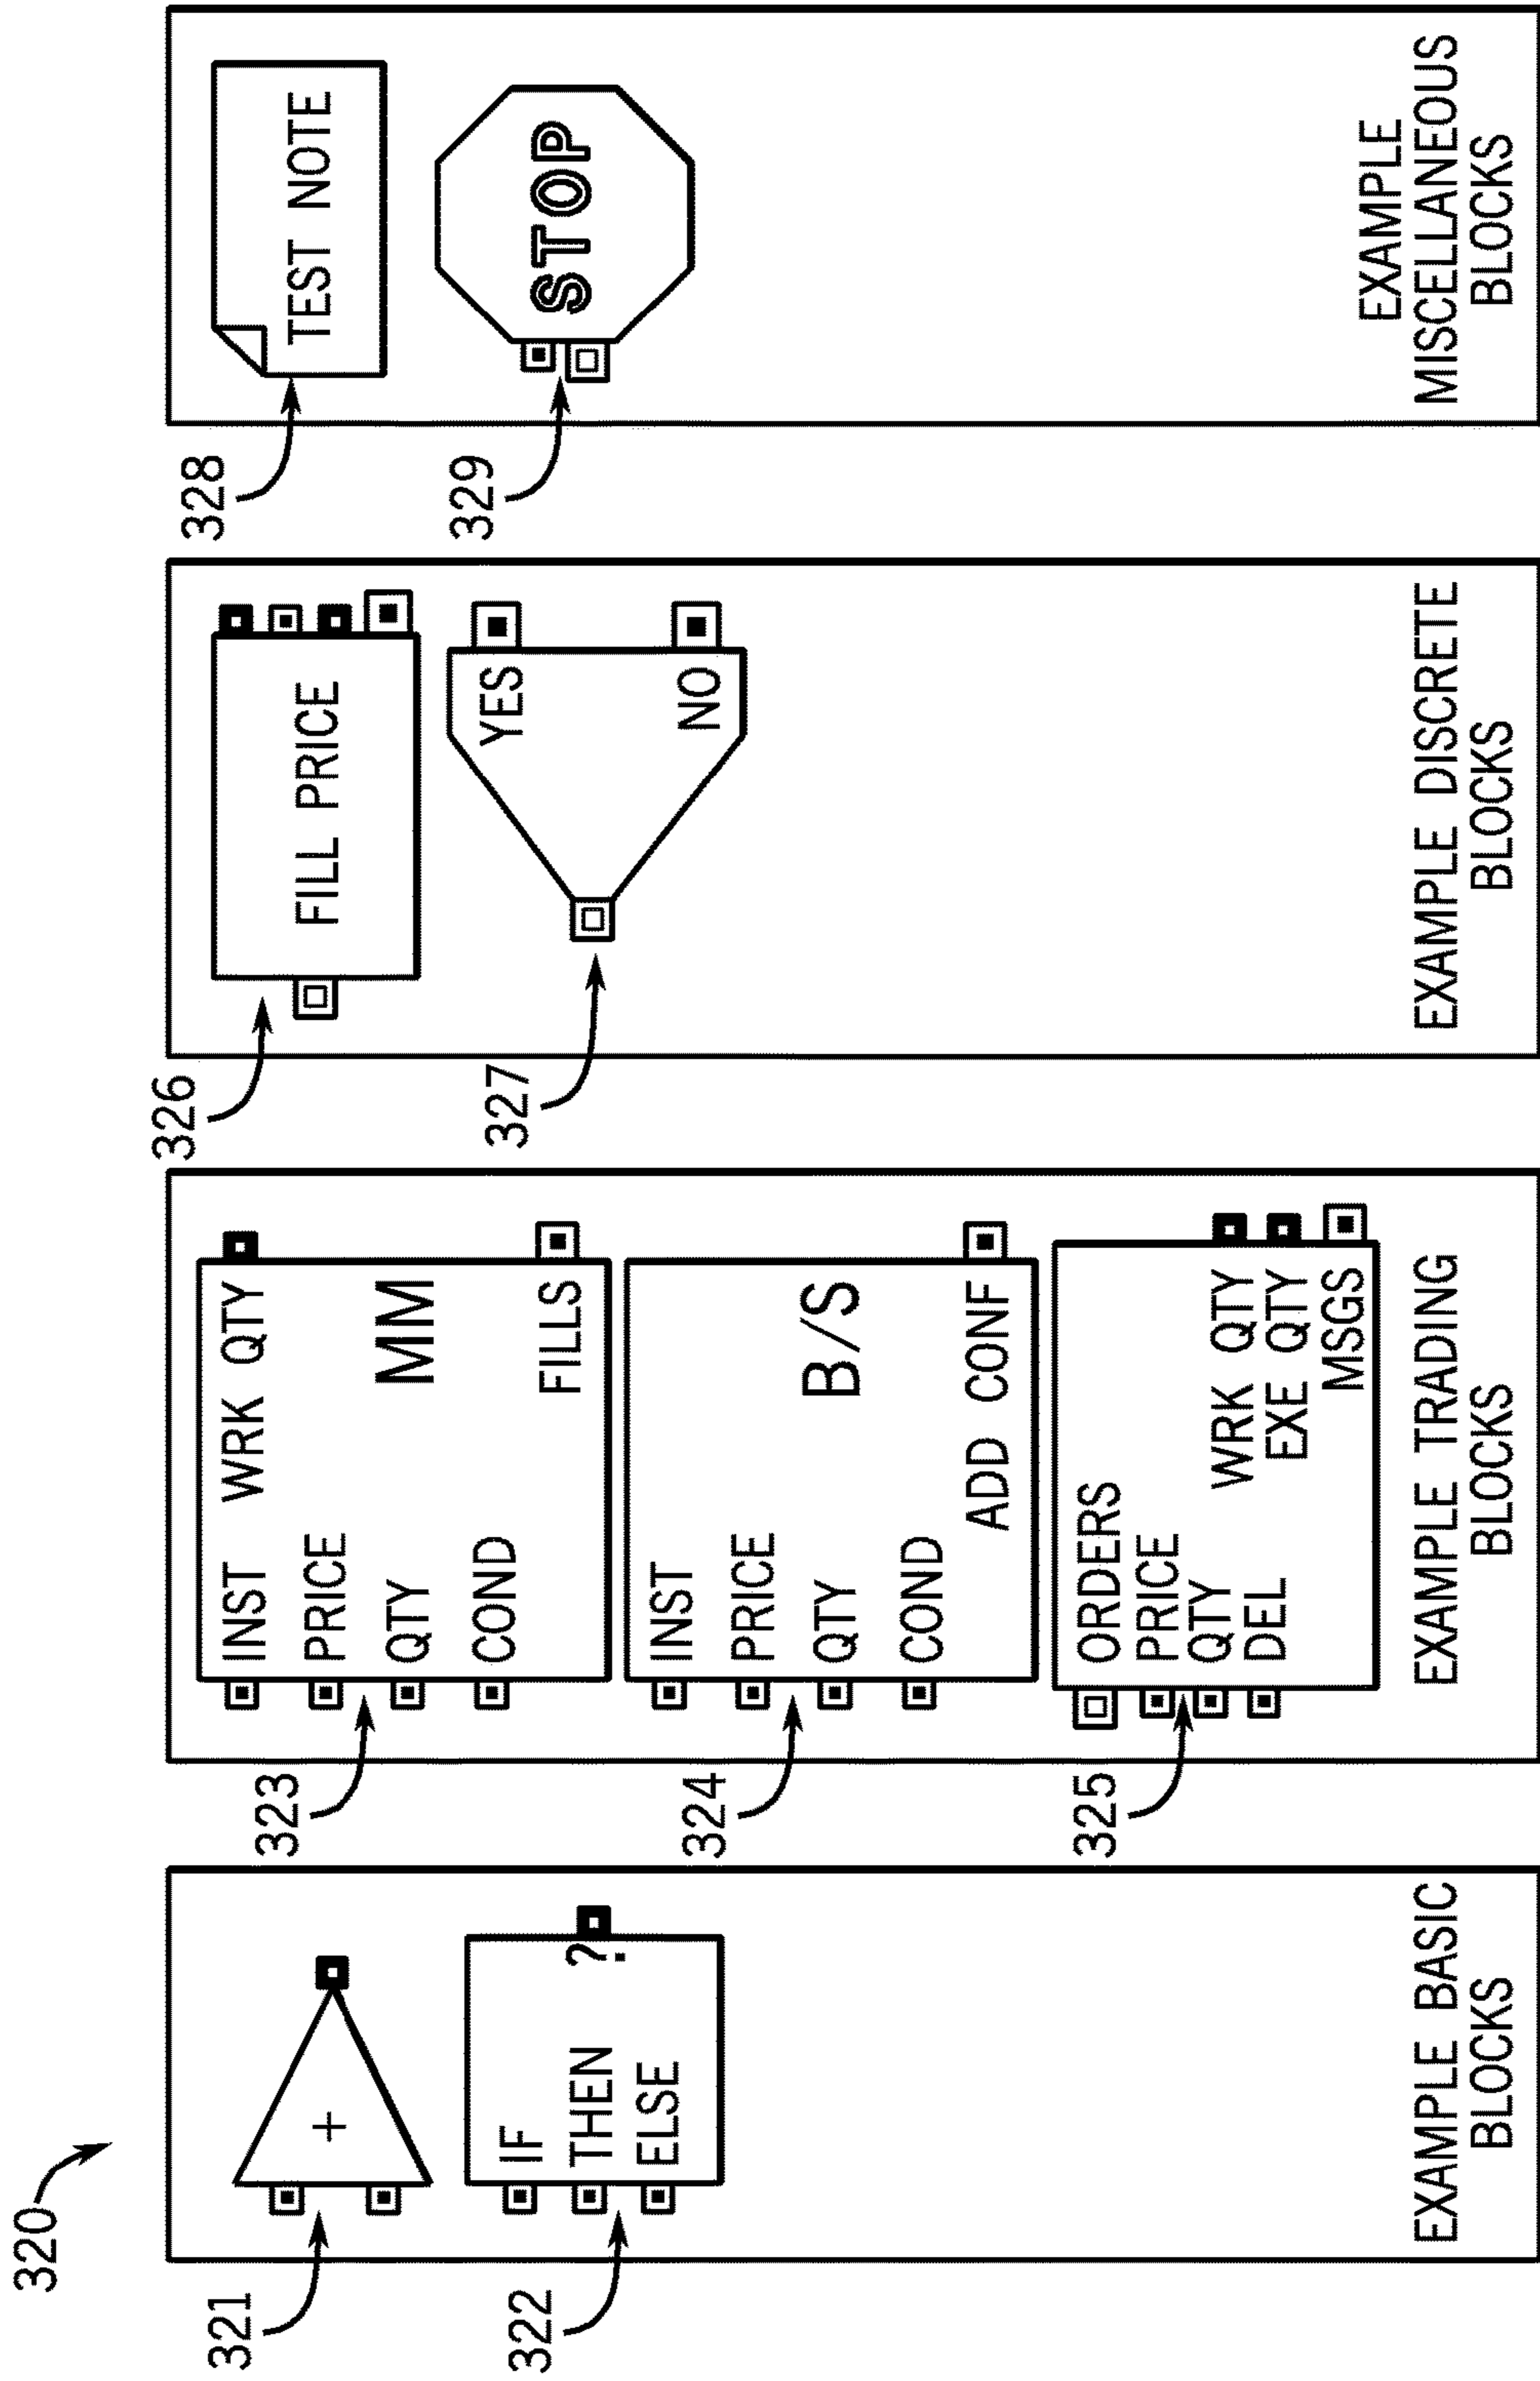 320
321
+
322
IF
THEN ?
ELSE
EXAMPLE BASIC
BLOCKS
323
INST WRK QTY
PRICE
MM
QTY
COND
FILLS
324
INST
PRICE
B/S
QTY
COND
ADD CONF
325
ORDERS
PRICE
QTY
WRK QTY
DEL
EXE QTY
MSGS
EXAMPLE TRADING
BLOCKS
326
FILL PRICE
327
YES
NO
EXAMPLE DISCRETE
BLOCKS
328
TEST NOTE
329
STOP
EXAMPLE
MISCELLANEOUS
BLOCKS